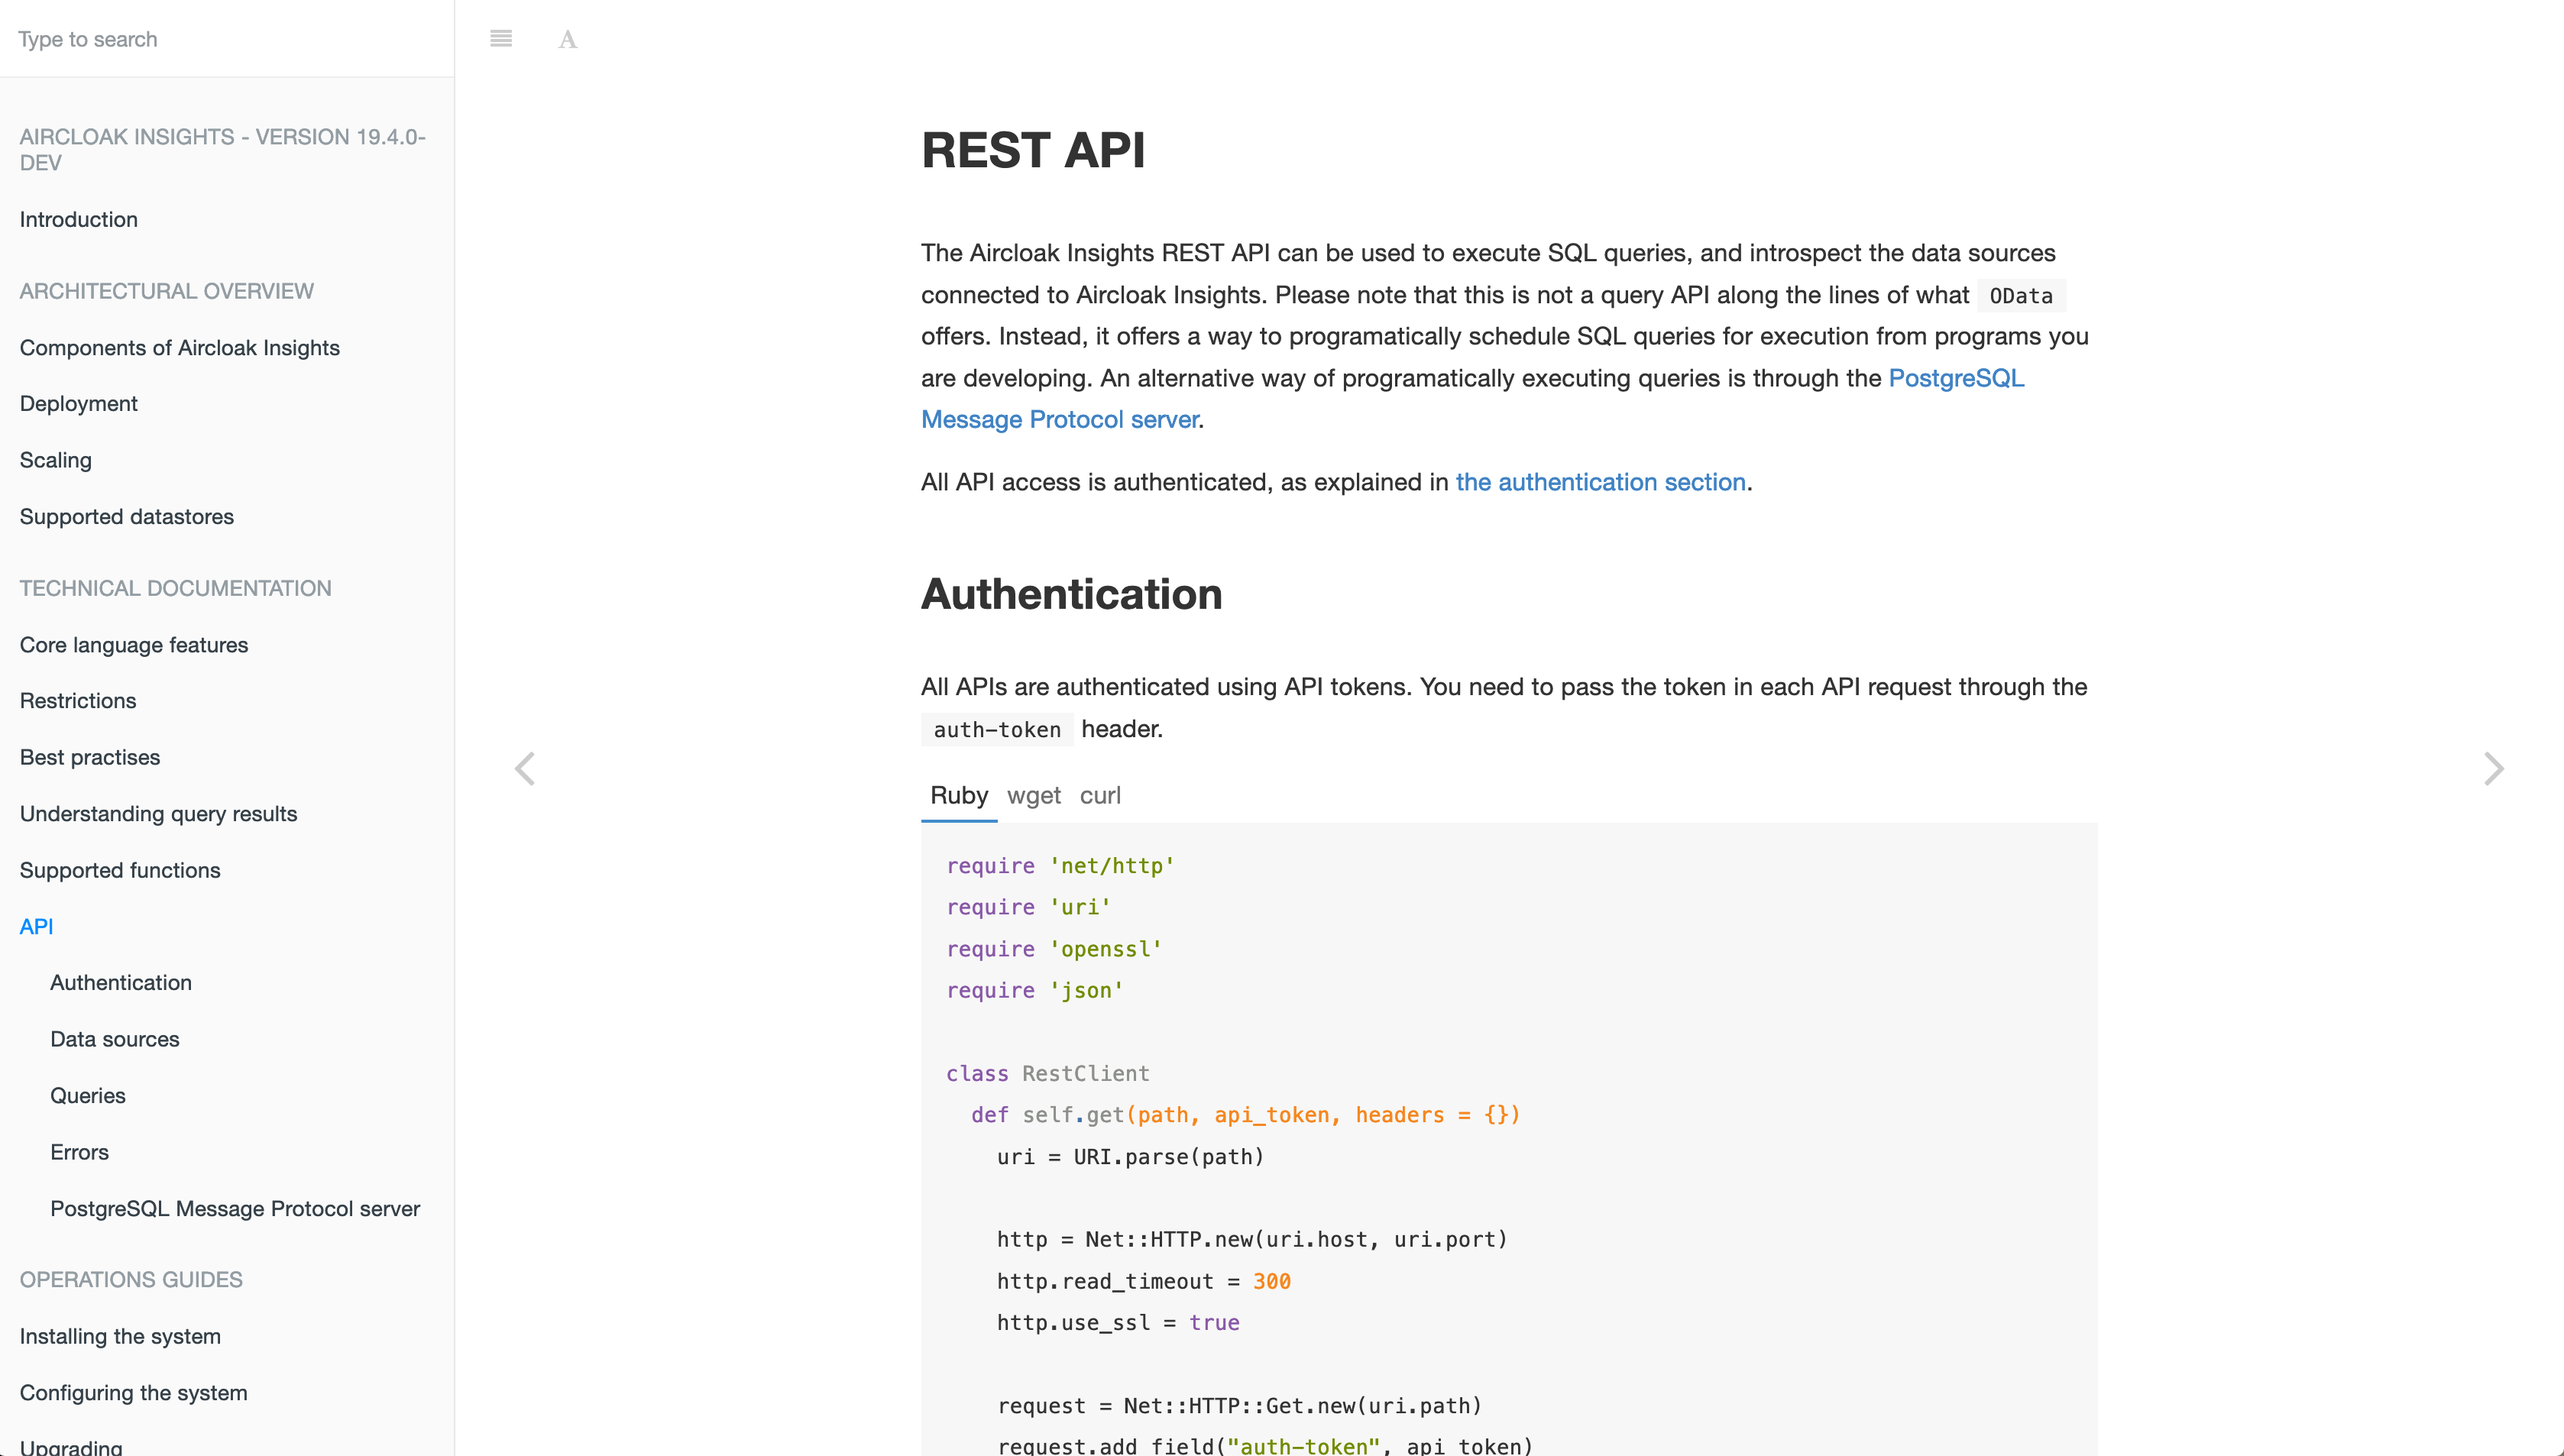 Type to search
AIRCLOAK INSIGHTS - VERSION 19.4.0-
DEV
Introduction
ARCHITECTURAL OVERVIEW
Components of Aircloak Insights
Deployment
Scaling
Supported datastores
TECHNICAL DOCUMENTATION
Core language features
Restrictions
Best practises
Understanding query results
Supported functions
API
Authentication
Data sources
Queries
Errors
PostgreSQL Message Protocol server
OPERATIONS GUIDES
Installing the system
Configuring the system
Upgrading
A
REST API
The Aircloak Insights REST API can be used to execute SQL queries, and introspect the data sources
connected to Aircloak Insights. Please note that this is not a query API along the lines of what OData
offers. Instead, it offers a way to programatically schedule SQL queries for execution from programs you
are developing. An alternative way of programatically executing queries is through the PostgreSQL
Message Protocol server.
All API access is authenticated, as explained in the authentication section.
Authentication
All APIs are authenticated using API tokens. You need to pass the token in each API request through the
auth-token header.
Ruby wget curl
require 'net/http'
require 'uri'
require 'openssl'
require 'json'
class RestClient
def self.get(path, api_token, headers = {})
uri = URI.parse(path)
http = Net::HTTP.new(uri.host, uri.port)
http.read_timeout = 300
http.use_ssl = true
request = Net::HTTP::Get.new(uri.path)
request.add_field("auth-token", api_token)